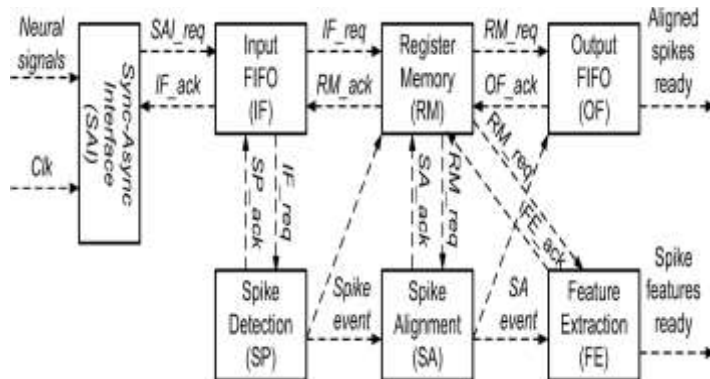 Neural
signals
Clk
Sync-Async
Interface
(SAI)
SAI_req
IF_ack
Input
FIFO
(IF)
IF_req
RM_ack
Register
Memory
(RM)
RM_req
OF_ack
Output
FIFO
(OF)
Aligned
spikes
ready
SP_ack
IF_req
SA_ack
RM_req
RM_req
FE_ack
Spike
Detection
(SP)
Spike
event
Spike
Alignment
(SA)
SA
event
Feature
Extraction
(FE)
Spike
features
ready